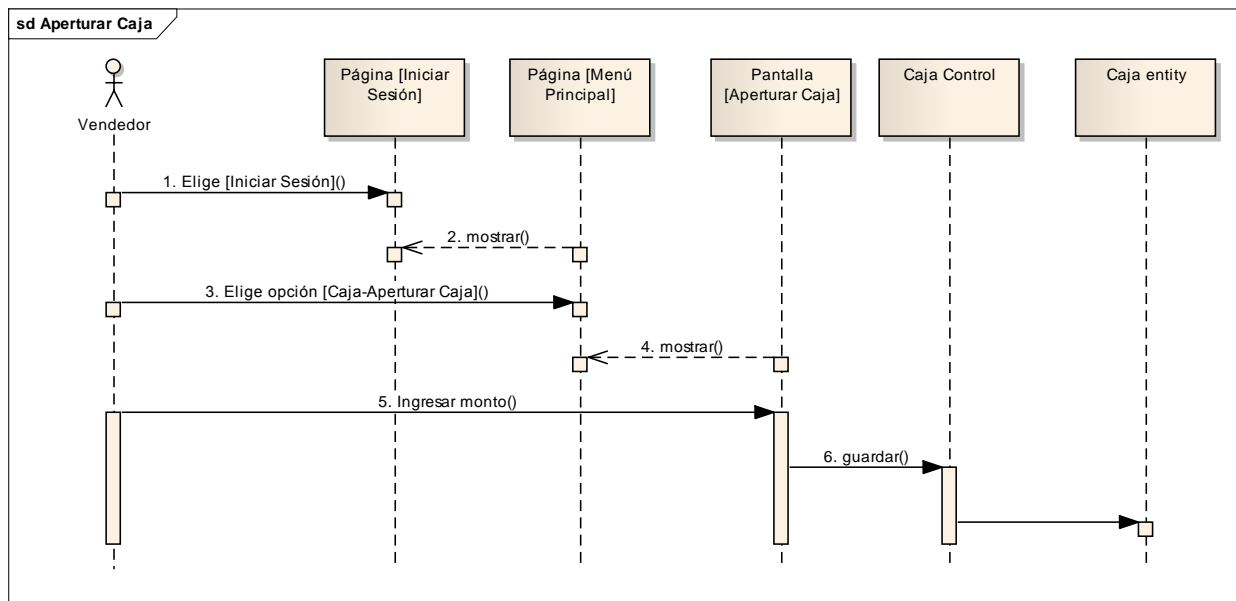 sd Aperturar Caja
Vendedor
Página [Iniciar
Sesión]
Página [Menú
Principal]
Pantalla
[Aperturar Caja]
Caja Control
Caja entity
1. Elige [Iniciar Sesión]()
2. mostrar()
3. Elige opción [Caja-Aperturar Caja]()
4. mostrar()
5. Ingresar monto()
6. guardar()